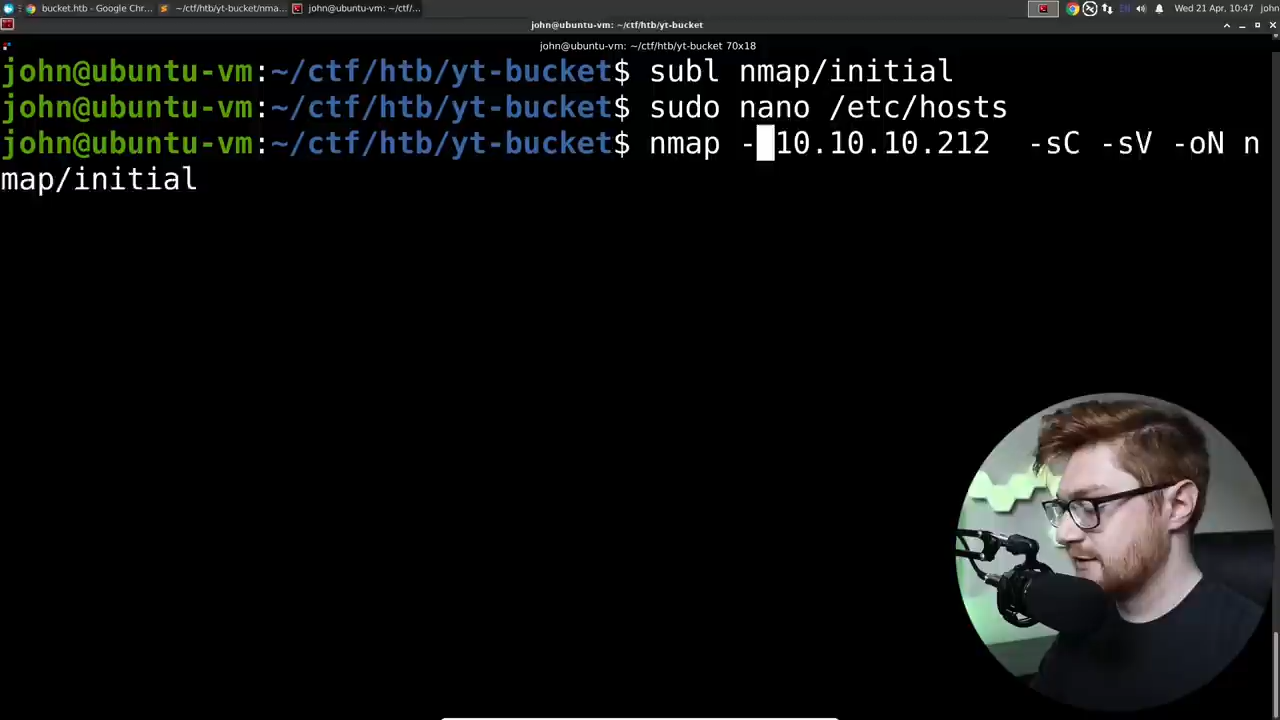 bucket.htb - Google Chr...
~/ctf/htb/yt-bucket/nma...
john@ubuntu-vm: ~/ctf/...
EN
Wed 21 Apr, 10:47
john
john@ubuntu-vm: ~/ctf/htb/yt-bucket
john@ubuntu-vm: ~/ctf/htb/yt-bucket 70x18
john@ubuntu-vm:~/ctf/htb/yt-bucket$ subl nmap/initial
john@ubuntu-vm:~/ctf/htb/yt-bucket$ sudo nano /etc/hosts
john@ubuntu-vm:~/ctf/htb/yt-bucket$ nmap - 10.10.10.212  -sC -sV -oN n
map/initial